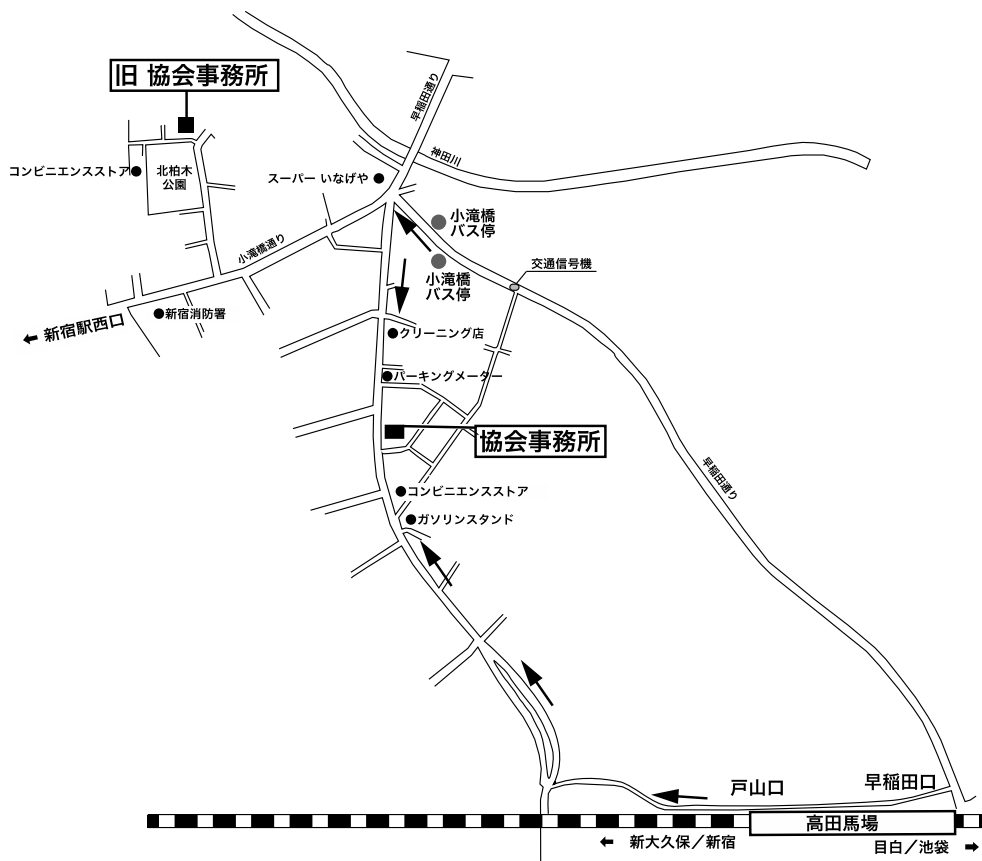 旧 協会事務所
早稲田通り
神田川
コンビニエンスストア
北柏木
公園
スーパー いなげや
小滝橋
バス停
小滝橋通り
小滝橋
バス停
交通信号機
新宿消防署
新宿駅西口
クリーニング店
パーキングメーター
協会事務所
早稲田通り
コンビニエンスストア
ガソリンスタンド
戸山口
早稲田口
高田馬場
新大久保／新宿
目白／池袋